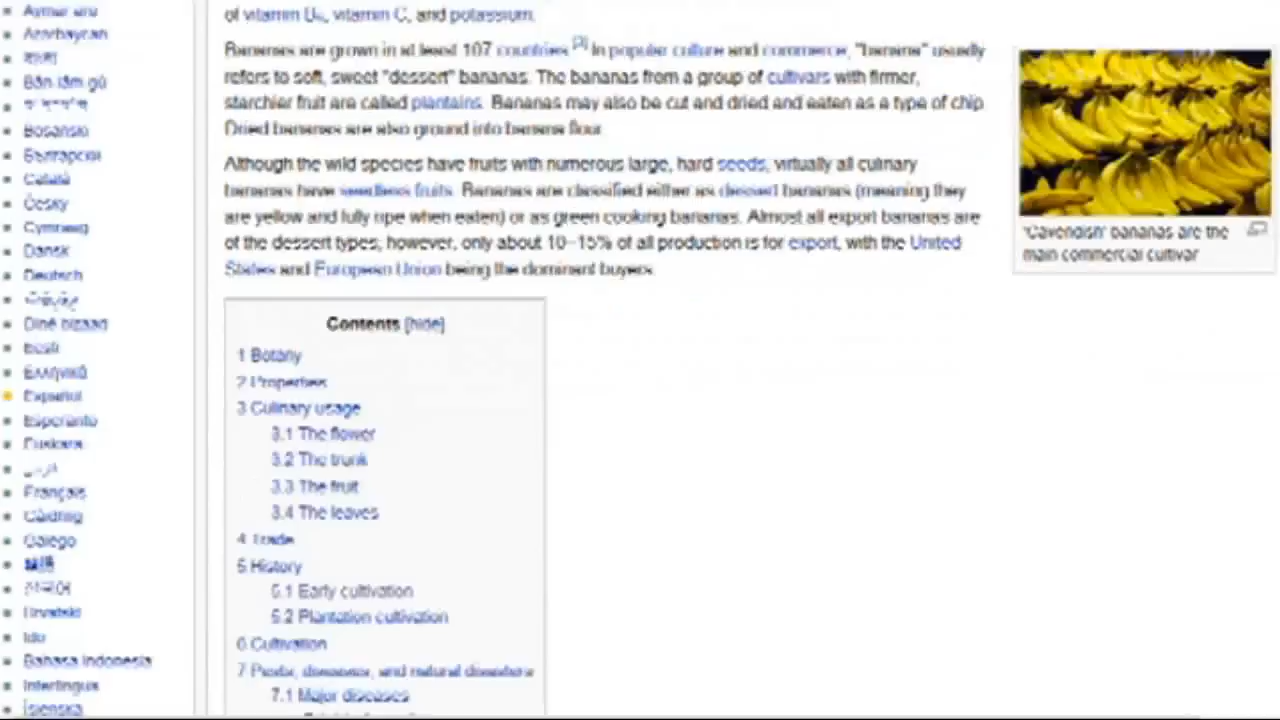 Aymar aru
Azərbaycan
বাংলা
Bân-lâm-gú
Bosanski
Български
Català
Česky
Cymraeg
Dansk
Deutsch
Diné bizaad
Eesti
Ελληνικά
Español
Esperanto
Euskara
فارسی
Français
Gàidhlig
Galego
한국어
Hrvatski
Ido
Bahasa Indonesia
Interlingua
Íslenska
of vitamin B₆, vitamin C, and potassium.
Bananas are grown in at least 107 countries.[3] In popular culture and commerce, "banana" usually
refers to soft, sweet "dessert" bananas. The bananas from a group of cultivars with firmer,
starchier fruit are called plantains. Bananas may also be cut and dried and eaten as a type of chip.
Dried bananas are also ground into banana flour.
Although the wild species have fruits with numerous large, hard seeds, virtually all culinary
bananas have seedless fruits. Bananas are classified either as dessert bananas (meaning they
are yellow and fully ripe when eaten) or as green cooking bananas. Almost all export bananas are
of the dessert types; however, only about 10–15% of all production is for export, with the United
States and European Union being the dominant buyers.
Contents [hide]
1 Botany
2 Properties
3 Culinary usage
3.1 The flower
3.2 The trunk
3.3 The fruit
3.4 The leaves
4 Trade
5 History
5.1 Early cultivation
5.2 Plantation cultivation
6 Cultivation
7 Pests, diseases, and natural disasters
7.1 Major diseases
'Cavendish' bananas are the
main commercial cultivar